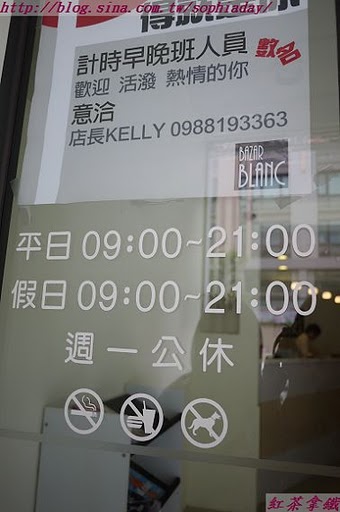 http://blog.sina.com.tw/sophiaday/
計時早晚班人員
數名
歡迎 活潑 熱情的你
意洽
店長KELLY 0988193363
BAZAR
BLANC
平日 09:00~21:00
假日 09:00~21:00
週一公休
紅茶拿鐵